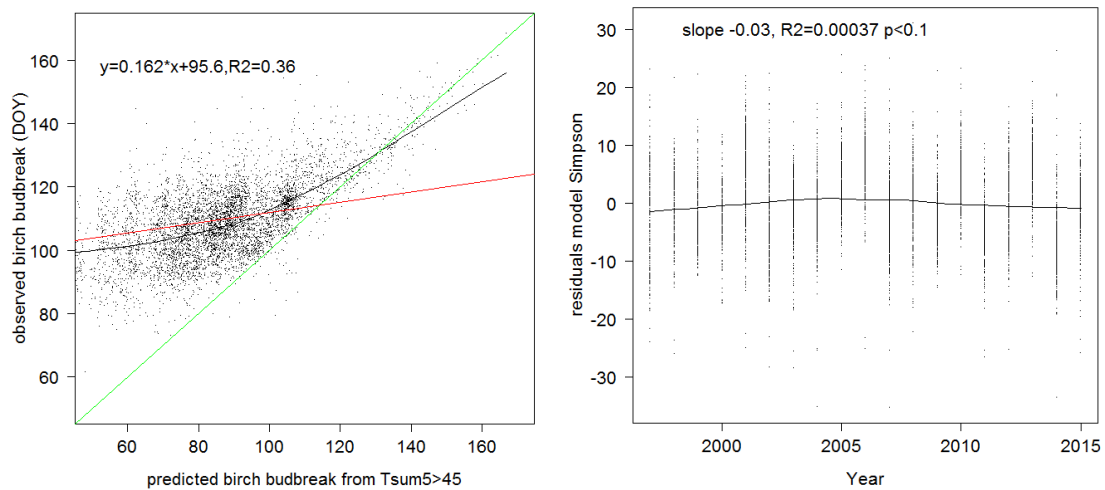 y=0.162*x+95.6,R2=0.36
observed birch budbreak (DOY)
160
140
120
100
80
60
60 80 100 120 140 160
predicted birch budbreak from Tsum5>45
slope -0.03, R2=0.00037 p<0.1
residuals model Simpson
30
20
10
0
-10
-20
-30
2000 2005 2010 2015
Year